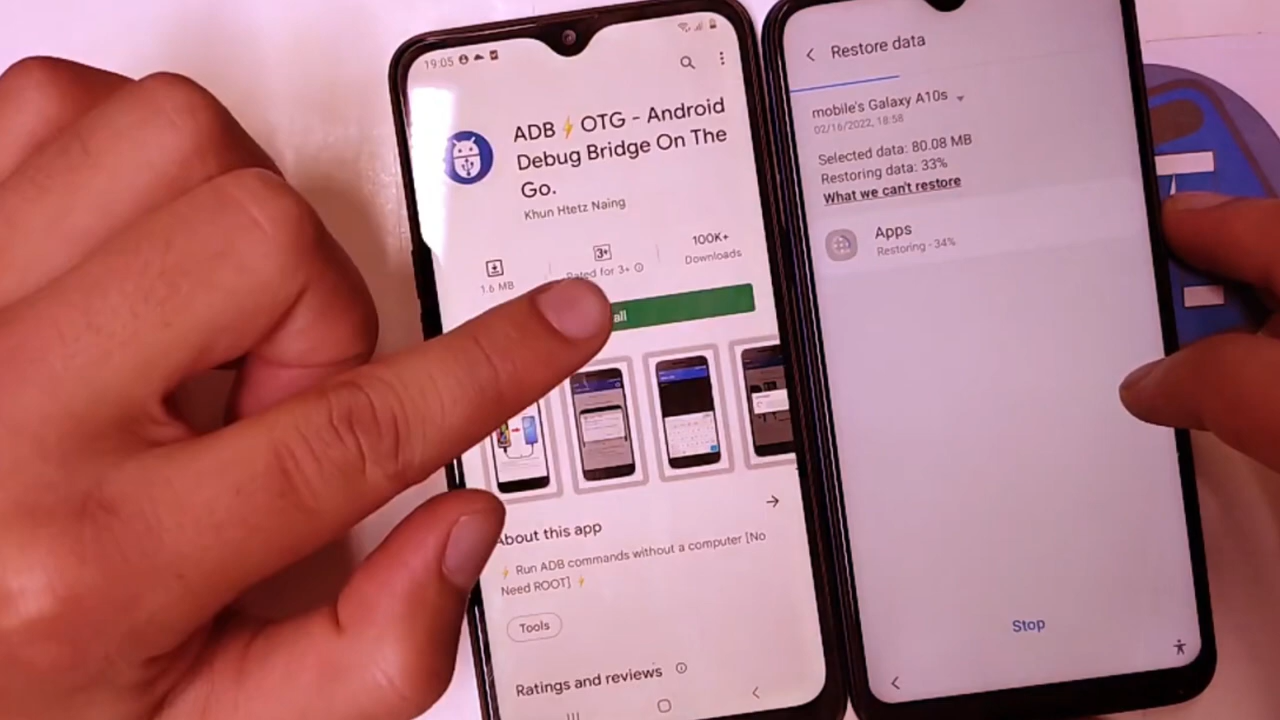 19:05
ADB⚡OTG - Android
Debug Bridge On The
Go.
Khun Htetz Naing
1.6 MB
3+
Rated for 3+
100K+
Downloads
all
About this app
⚡ Run ADB commands without a computer [No
Need ROOT] ⚡
Tools
Ratings and reviews
Restore data
mobile's Galaxy A10s
02/16/2022, 18:58
Selected data: 80.08 MB
Restoring data: 33%
What we can't restore
Apps
Restoring - 34%
Stop